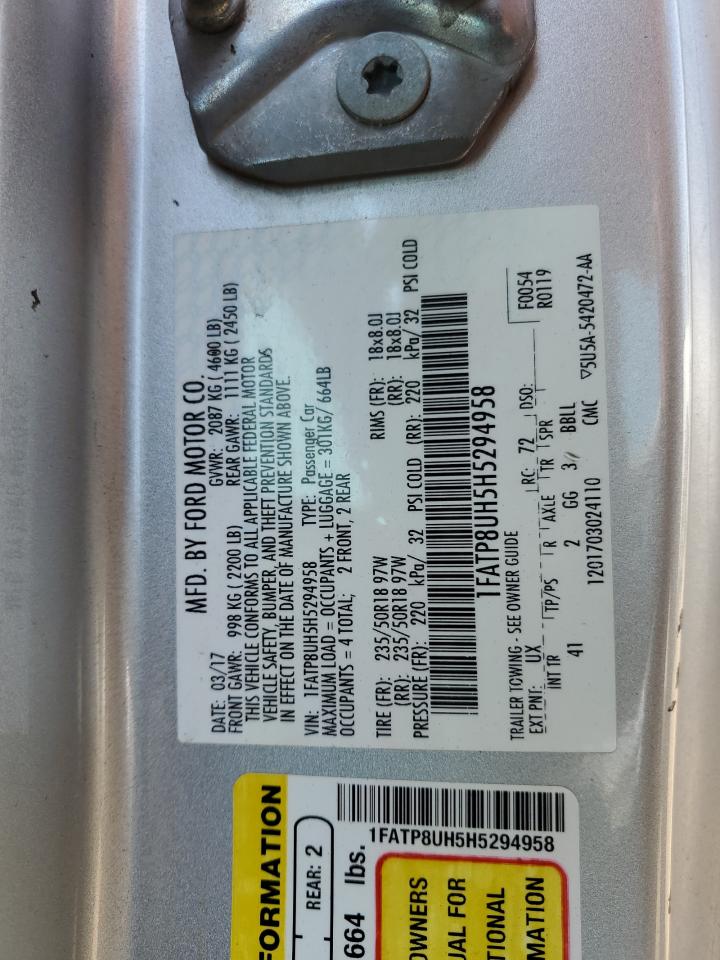 MFD. BY FORD MOTOR CO.
DATE: 03/17 GVWR: 2087 KG ( 4600 LB)
FRONT GAWR: 998 KG ( 2200 LB) REAR GAWR: 1111 KG ( 2450 LB)
THIS VEHICLE CONFORMS TO ALL APPLICABLE FEDERAL MOTOR
VEHICLE SAFETY, BUMPER, AND THEFT PREVENTION STANDARDS
IN EFFECT ON THE DATE OF MANUFACTURE SHOWN ABOVE.
VIN: 1FATP8UH5H5294958 TYPE: Passenger Car
MAXIMUM LOAD = OCCUPANTS + LUGGAGE = 301KG/ 664LB
OCCUPANTS = 4 TOTAL; 2 FRONT, 2 REAR
TIRE (FR): 235/50R18 97W RIMS (FR): 18x8.0J
(RR): 235/50R18 97W (RR): 18x8.0J
PRESSURE (FR): 220 kPa/ 32 PSI COLD (RR): 220 kPa/ 32 PSI COLD
1FATP8UH5H5294958
TRAILER TOWING - SEE OWNER GUIDE F0054
EXT PNT: UX RC: 72 DSO: R0119
INT TR TP/PS R AXLE TR SPR
41 2 GG 3 BBLL
1201703024110 CMC ▽5U5A-5420472-AA
FORMATION
REAR: 2
664 lbs.
1FATP8UH5H5294958
OWNERS
UAL FOR
TIONAL
MATION